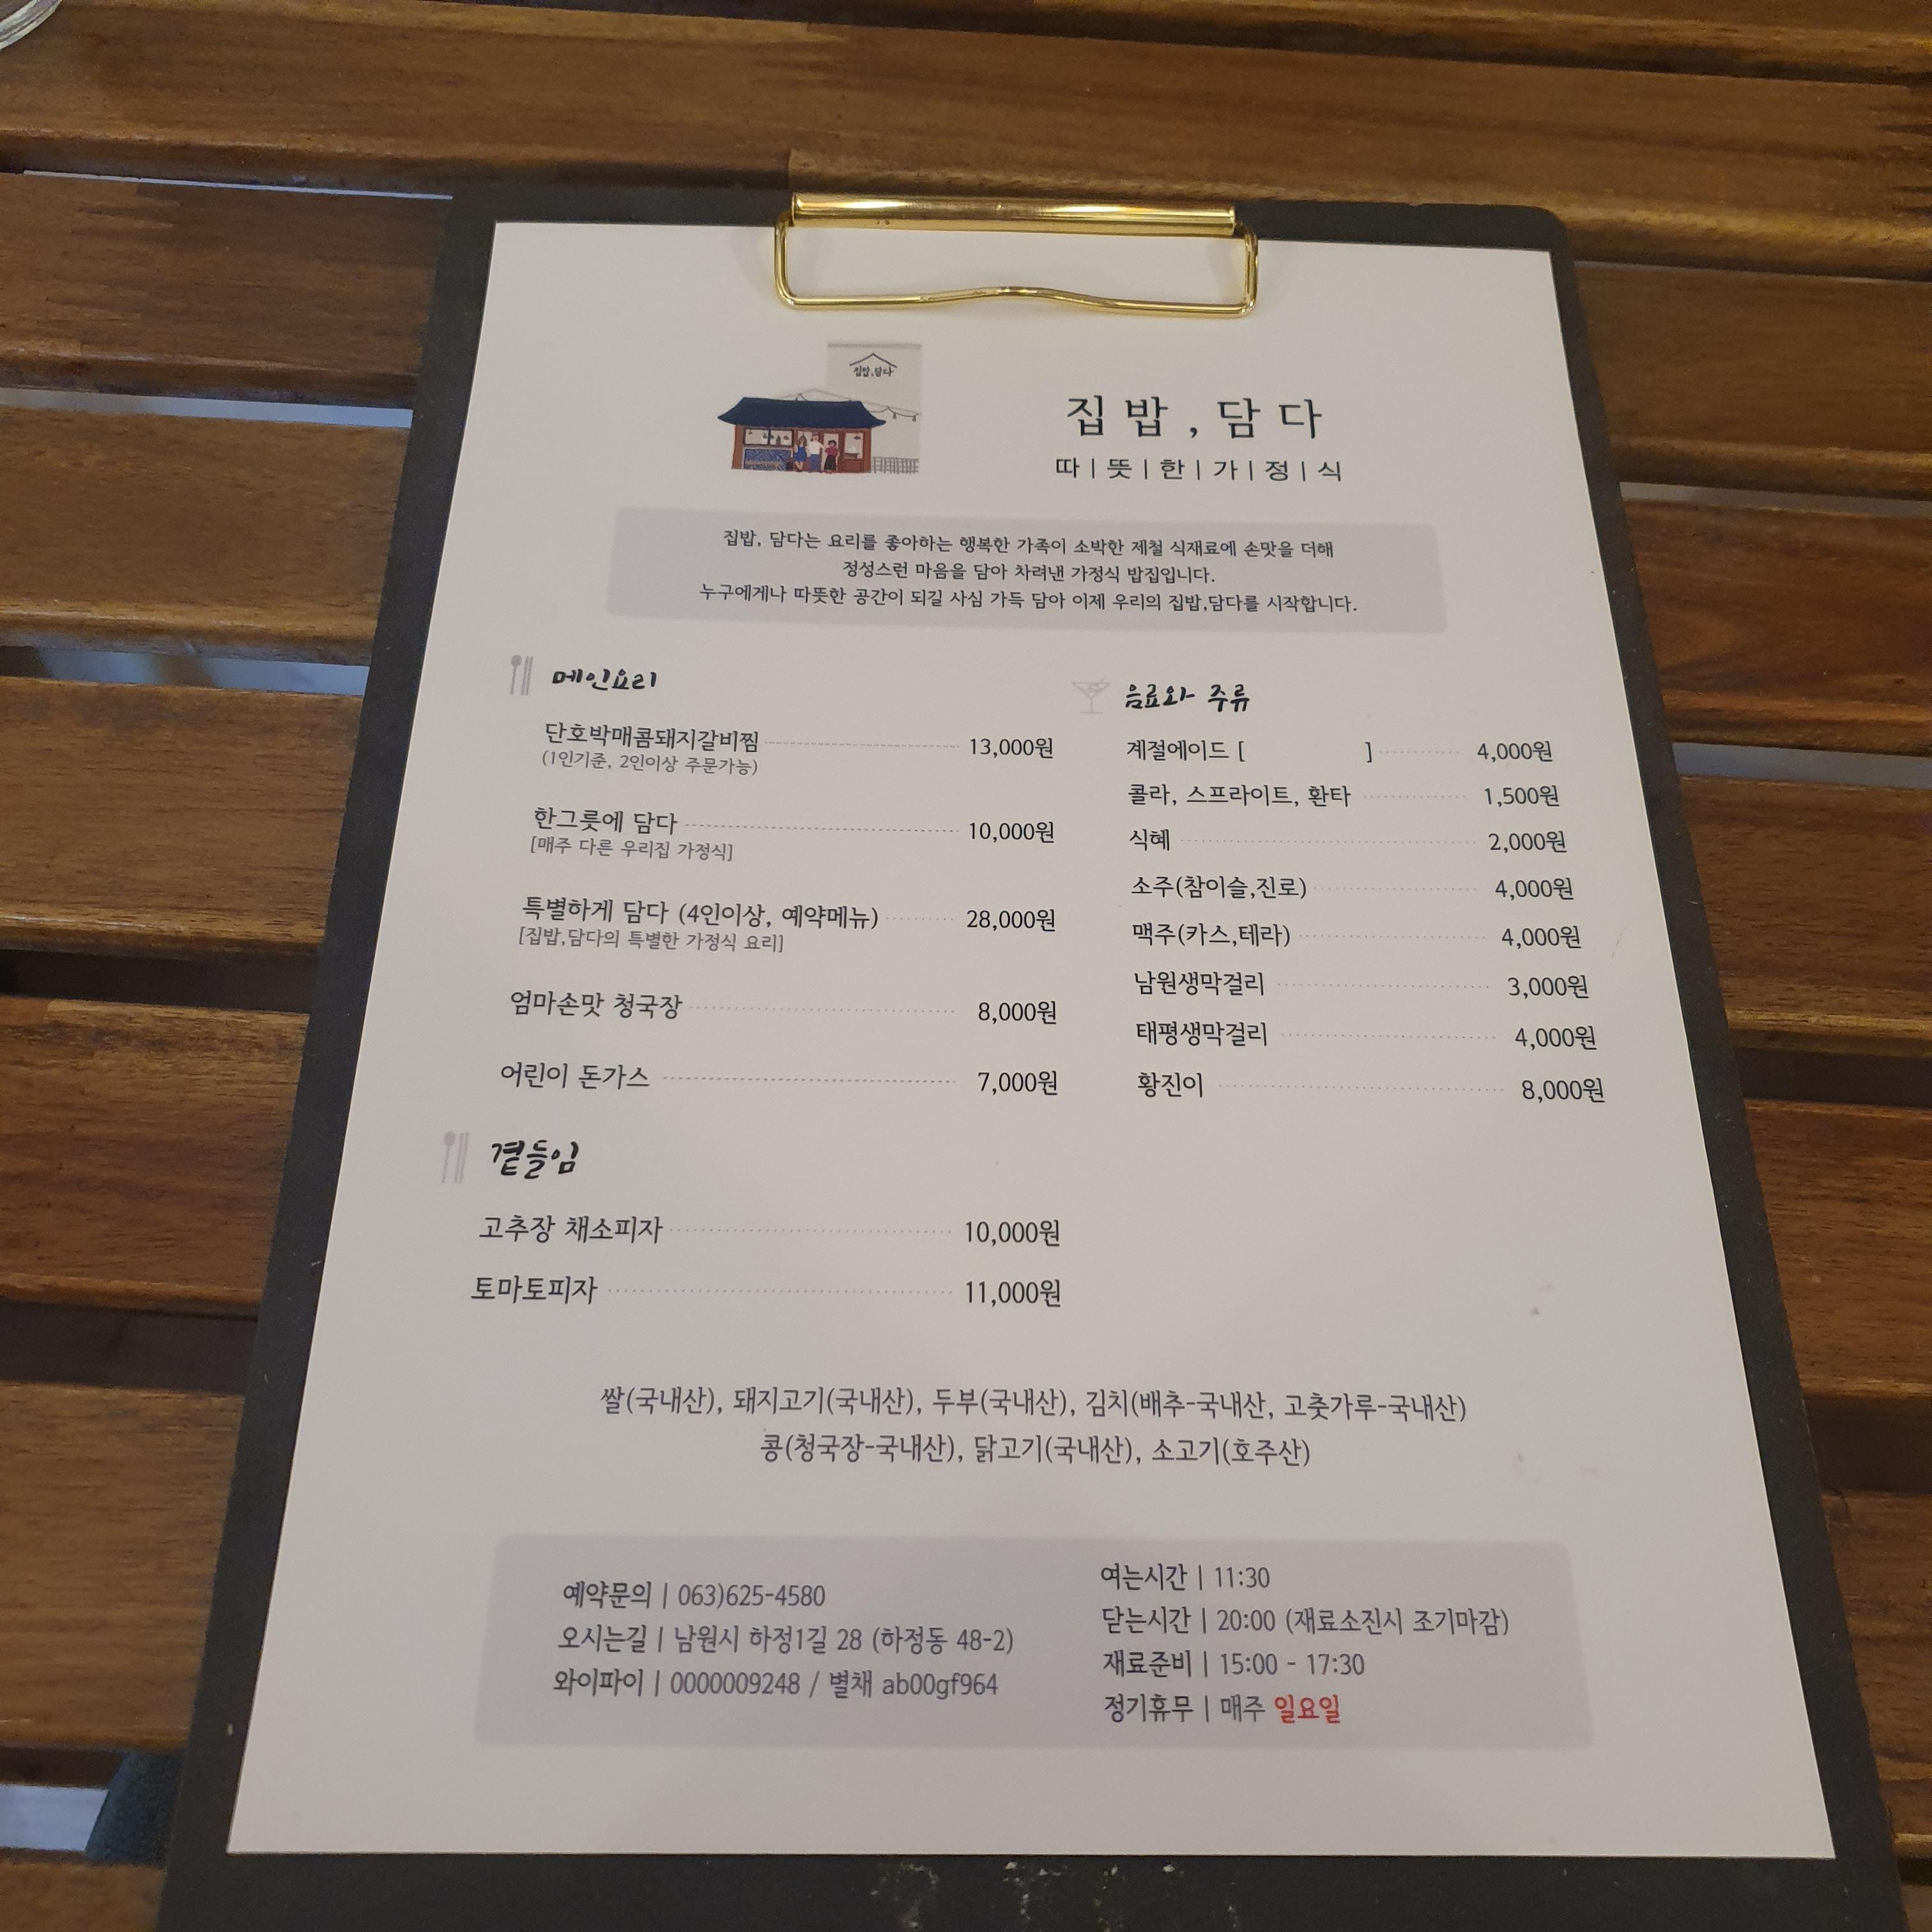 집밥,담다
집밥,담다
따|뜻|한|가|정|식
집밥, 담다는 요리를 좋아하는 행복한 가족이 소박한 제철 식재료에 손맛을 더해
정성스런 마음을 담아 차려낸 가정식 밥집입니다.
누구에게나 따뜻한 공간이 되길 사심 가득 담아 이제 우리의 집밥,담다를 시작합니다.
메인요리
단호박매콤돼지갈비찜 13,000원
(1인기준, 2인이상 주문가능)
한그릇에 담다 10,000원
[매주 다른 우리집 가정식]
특별하게 담다 (4인이상, 예약메뉴) 28,000원
[집밥,담다의 특별한 가정식 요리]
엄마손맛 청국장 8,000원
어린이 돈가스 7,000원
곁들임
고추장 채소피자 10,000원
토마토피자 11,000원
음료와 주류
계절에이드 [ ] 4,000원
콜라, 스프라이트, 환타 1,500원
식혜 2,000원
소주(참이슬,진로) 4,000원
맥주(카스,테라) 4,000원
남원생막걸리 3,000원
태평생막걸리 4,000원
황진이 8,000원
쌀(국내산), 돼지고기(국내산), 두부(국내산), 김치(배추-국내산, 고춧가루-국내산)
콩(청국장-국내산), 닭고기(국내산), 소고기(호주산)
예약문의 | 063)625-4580
오시는길 | 남원시 하정1길 28 (하정동 48-2)
와이파이 | 0000009248 / 별채 ab00gf964
여는시간 | 11:30
닫는시간 | 20:00 (재료소진시 조기마감)
재료준비 | 15:00 - 17:30
정기휴무 | 매주 일요일